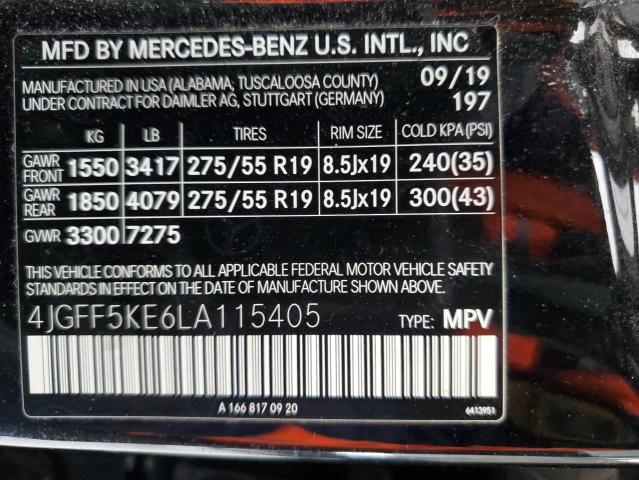 MFD BY MERCEDES-BENZ U.S. INTL., INC
MANUFACTURED IN USA (ALABAMA, TUSCALOOSA COUNTY) 09/19
UNDER CONTRACT FOR DAIMLER AG, STUTTGART (GERMANY) 197
KG LB TIRES RIM SIZE COLD KPA (PSI)
GAWR FRONT 1550 3417 275/55 R19 8.5Jx19 240(35)
GAWR REAR 1850 4079 275/55 R19 8.5Jx19 300(43)
GVWR 3300 7275
THIS VEHICLE CONFORMS TO ALL APPLICABLE FEDERAL MOTOR VEHICLE SAFETY
STANDARDS IN EFFECT ON THE DATE OF MANUFACTURE SHOWN ABOVE.
4JGFF5KE6LA115405 TYPE: MPV
A 166 817 09 20 6413951